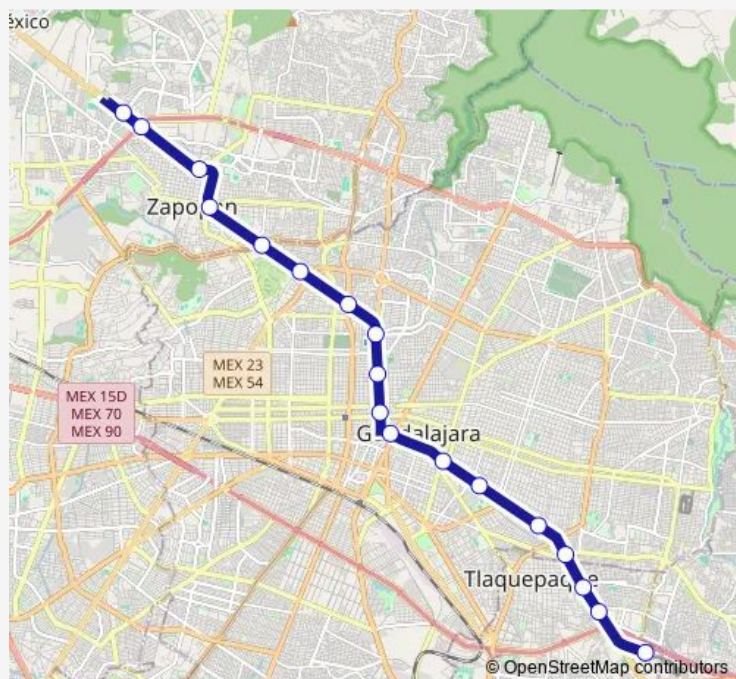 éxico
Zapopan
MEX 23
MEX 54
MEX 15D
MEX 70
MEX 90
Guadalajara
Tlaquepaque
© OpenStreetMap contributors